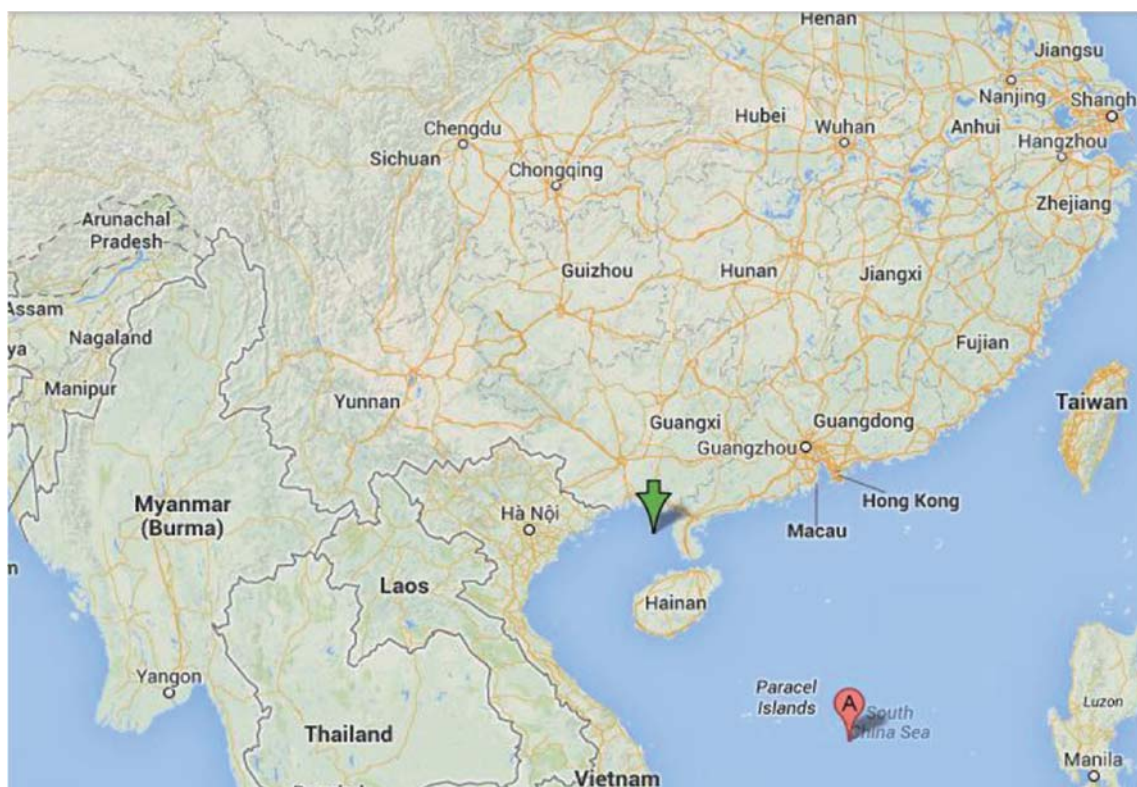 Henan
Jiangsu
Nanjing
Shangh
Hubei
Wuhan
Anhui
Chengdu
Hangzhou
Sichuan
Chongqing
Zhejiang
Arunachal
Pradesh
Guizhou
Hunan
Jiangxi
Assam
Nagaland
Fujian
ya
Manipur
Yunnan
Taiwan
Guangxi
Guangdong
Guangzhou
Myanmar
(Burma)
Hà Nội
Hong Kong
Macau
m
Laos
Hainan
Yangon
Paracel
Islands
A
South
China Sea
Luzon
Thailand
Manila
Vietnam